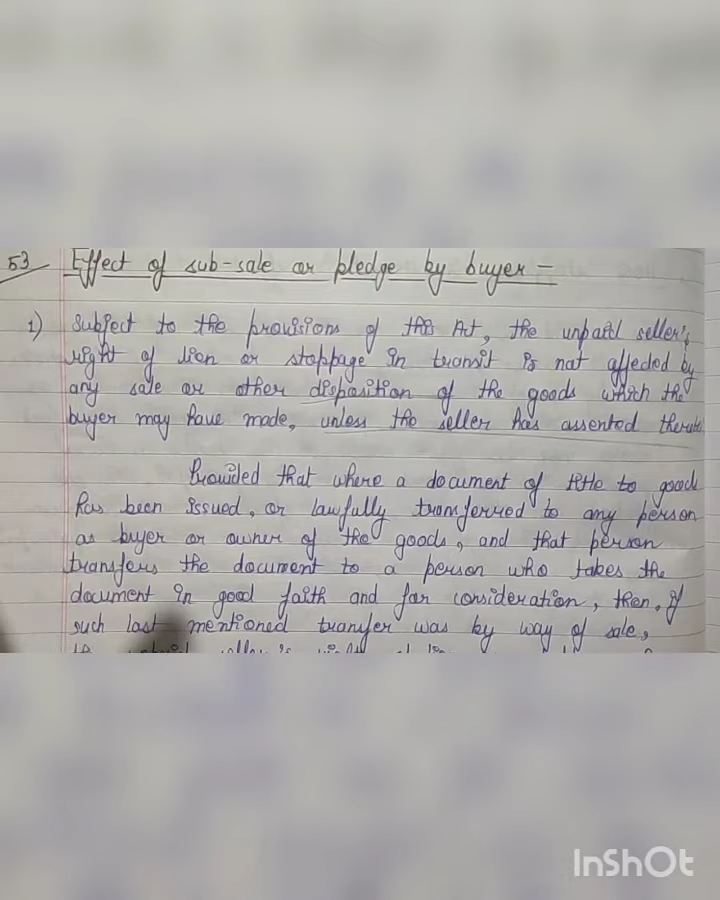 53 Effect of sub-sale or pledge by buyer -
1) Subject to the provisions of this Act, the unpaid seller's
right of lien or stoppage in transit is not affected by
any sale or other disposition of the goods which the
buyer may have made, unless the seller has assented thereto
Provided that where a document of title to good
has been issued, or lawfully transferred to any person
as buyer or owner of the goods, and that person
transfers the document to a person who takes the
document in good faith and for consideration, then, if
such last mentioned transfer was by way of sale,
InShOt